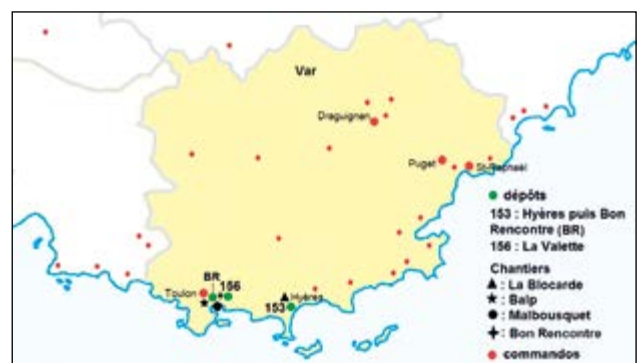 Var
Draguignan
Puget
St-Raphaël
dépôts
153 : Hyères puis Bon
Rencontre (BR)
156 : La Valette
Chantiers
▲ : La Blocarde
★ : Balp
● : Malbousquet
✦ : Bon Rencontre
commandos
BR
156
Toulon
Hyères
153